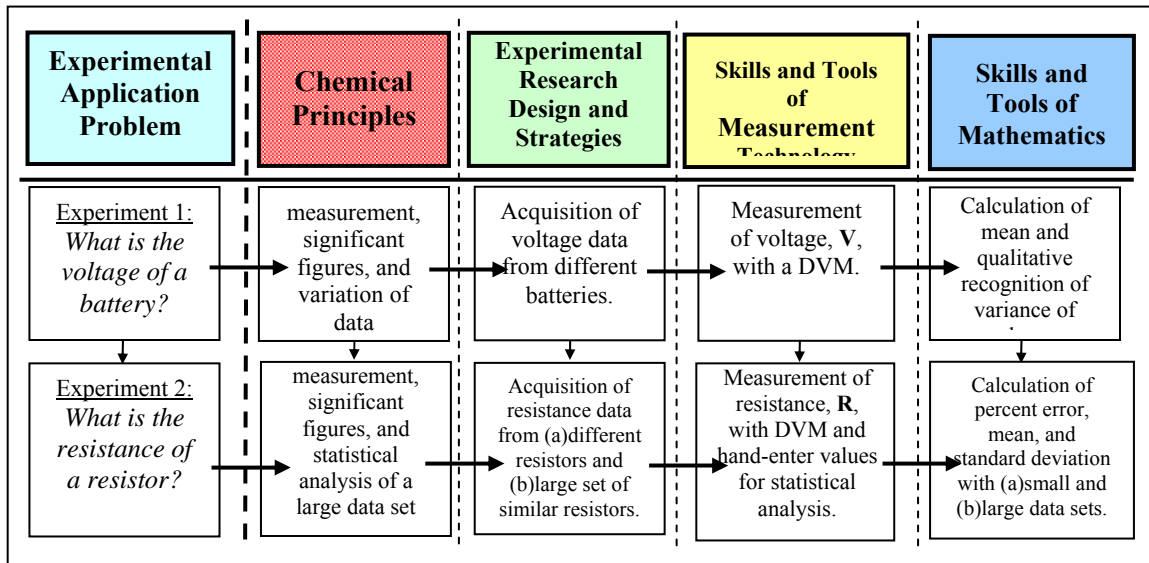 Experimental
Application
Problem
Chemical
Principles
Experimental
Research
Design and
Strategies
Skills and Tools
of
Measurement
Technology
Skills and
Tools of
Mathematics
Experiment 1:
What is the
voltage of a
battery?
measurement,
significant
figures, and
variation of
data
Acquisition of
voltage data
from different
batteries.
Measurement
of voltage, V,
with a DVM.
Calculation of
mean and
qualitative
recognition of
variance of
Experiment 2:
What is the
resistance of
a resistor?
measurement,
significant
figures, and
statistical
analysis of a
large data set
Acquisition of
resistance data
from (a)different
resistors and
(b)large set of
similar resistors.
Measurement of
resistance, R,
with DVM and
hand-enter values
for statistical
analysis.
Calculation of
percent error,
mean, and
standard deviation
with (a)small and
(b)large data sets.